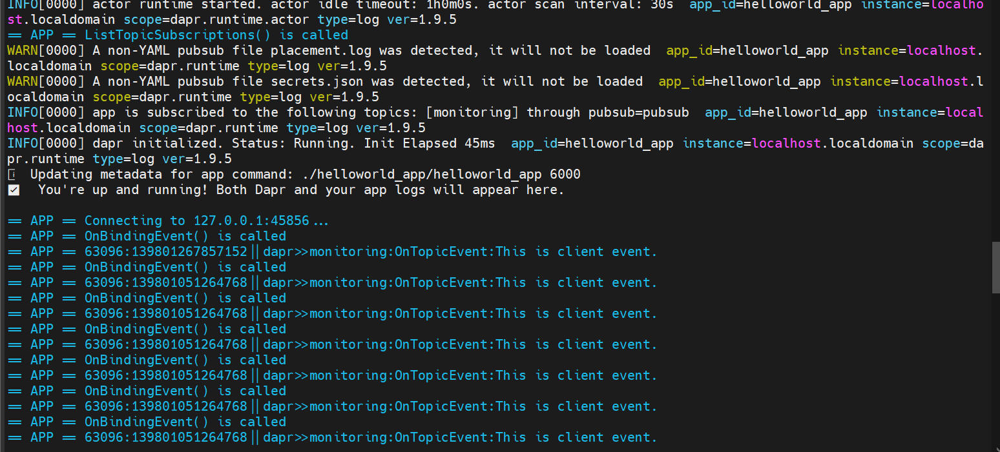 INFO[0000] actor runtime started. actor idle timeout: 1h0m0s. actor scan interval: 30s  app_id=helloworld_app instance=localho
st.localdomain scope=dapr.runtime.actor type=log ver=1.9.5
== APP == ListTopicSubscriptions() is called
WARN[0000] A non-YAML pubsub file placement.log was detected, it will not be loaded  app_id=helloworld_app instance=localhost.
localdomain scope=dapr.runtime type=log ver=1.9.5
WARN[0000] A non-YAML pubsub file secrets.json was detected, it will not be loaded  app_id=helloworld_app instance=localhost.l
ocaldomain scope=dapr.runtime type=log ver=1.9.5
INFO[0000] app is subscribed to the following topics: [monitoring] through pubsub=pubsub  app_id=helloworld_app instance=local
host.localdomain scope=dapr.runtime type=log ver=1.9.5
INFO[0000] dapr initialized. Status: Running. Init Elapsed 45ms  app_id=helloworld_app instance=localhost.localdomain scope=da
pr.runtime type=log ver=1.9.5
Updating metadata for app command: ./helloworld_app/helloworld_app 6000
You're up and running! Both Dapr and your app logs will appear here.
== APP == Connecting to 127.0.0.1:45856...
== APP == OnBindingEvent() is called
== APP == 63096:139801267857152||dapr>>monitoring:OnTopicEvent:This is client event.
== APP == OnBindingEvent() is called
== APP == 63096:139801051264768||dapr>>monitoring:OnTopicEvent:This is client event.
== APP == OnBindingEvent() is called
== APP == 63096:139801051264768||dapr>>monitoring:OnTopicEvent:This is client event.
== APP == OnBindingEvent() is called
== APP == 63096:139801051264768||dapr>>monitoring:OnTopicEvent:This is client event.
== APP == OnBindingEvent() is called
== APP == 63096:139801051264768||dapr>>monitoring:OnTopicEvent:This is client event.
== APP == OnBindingEvent() is called
== APP == 63096:139801051264768||dapr>>monitoring:OnTopicEvent:This is client event.
== APP == OnBindingEvent() is called
== APP == 63096:139801051264768||dapr>>monitoring:OnTopicEvent:This is client event.